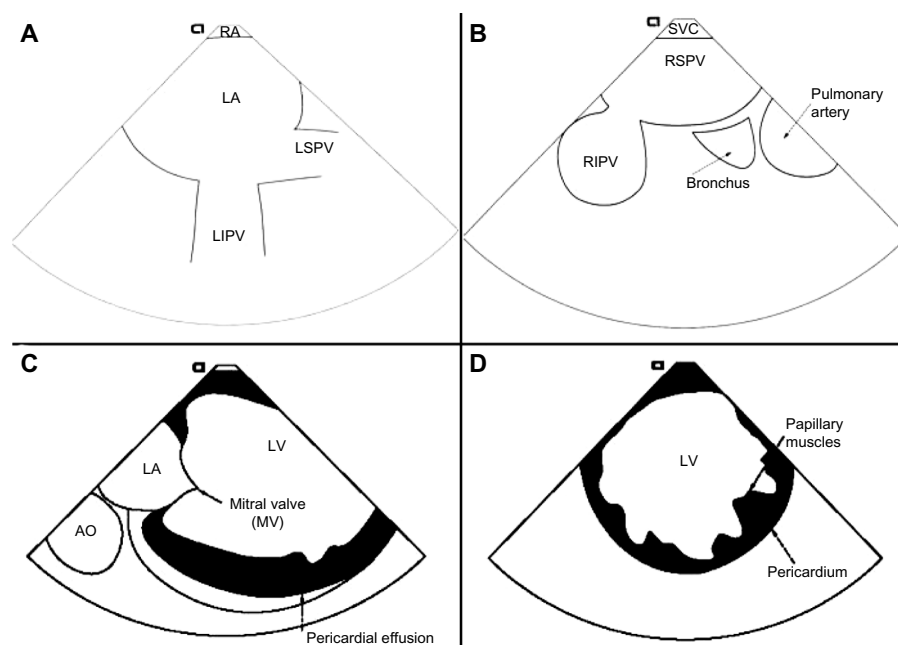 A
a
RA
LA
LSPV
LIPV
B
a
SVC
RSPV
Pulmonary
artery
RIPV
Bronchus
C
a
LV
LA
Mitral valve
(MV)
AO
Pericardial effusion
D
a
Papillary
muscles
LV
Pericardium